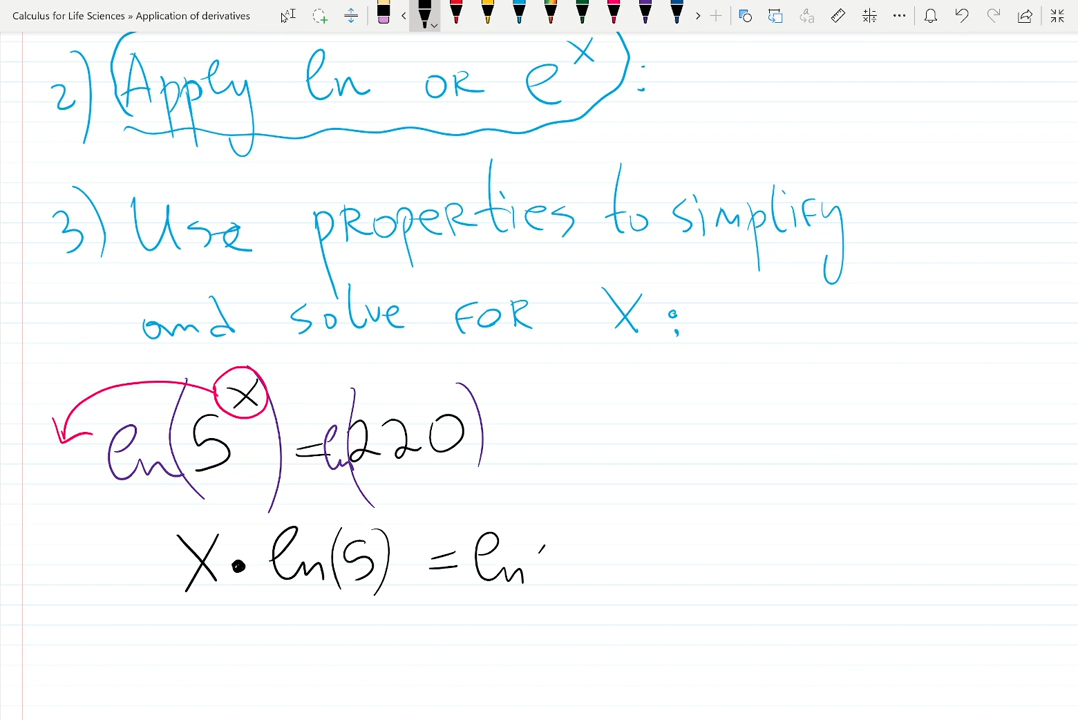 Calculus for Life Sciences » Application of derivatives
2) (Apply ln OR e^x):
3) Use properties to simplify
and solve FOR X:
ln(5^x) = ln(220)
X • ln(5) = ln